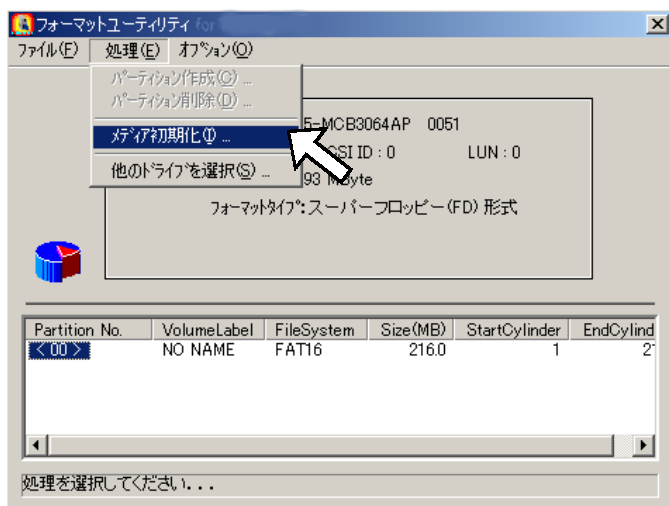 フォーマットユーティリティ for
ファイル(F) 処理(E) オプション(O)
パーティション作成(C) ...
パーティション削除(D) ...
メディア初期化(I) ...
他のドライブを選択(S) ...
5-MCB3064AP 0051
SI ID : 0 LUN : 0
93 MByte
フォーマットタイプ:スーパーフロッピー(FD) 形式
Partition No. VolumeLabel FileSystem Size(MB) StartCylinder EndCylind
< 00 > NO NAME FAT16 216.0 1 2
処理を選択してください...